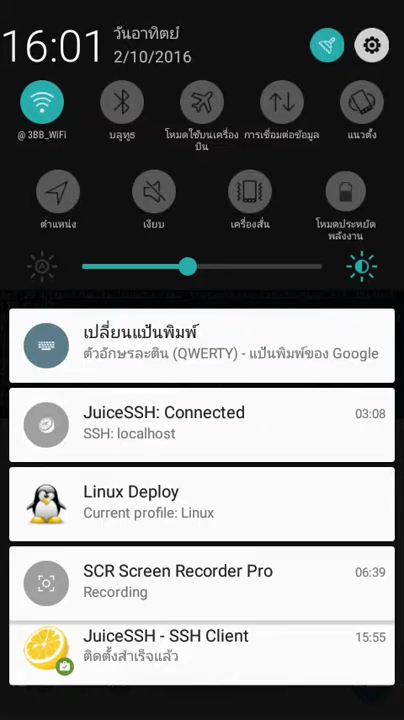 16:01
วันอาทิตย์
2/10/2016
@ 3BB_WiFi
บลูทูธ
โหมดใช้บนเครื่อง
บิน
การเชื่อมต่อข้อมูล
แนวตั้ง
ตำแหน่ง
เงียบ
เครื่องสั่น
โหมดประหยัด
พลังงาน
A
เปลี่ยนแป้นพิมพ์
ตัวอักษรละติน (QWERTY) - แป้นพิมพ์ของ Google
JuiceSSH: Connected
03:08
SSH: localhost
Linux Deploy
Current profile: Linux
SCR Screen Recorder Pro
06:39
Recording
JuiceSSH - SSH Client
15:55
ติดตั้งสำเร็จแล้ว